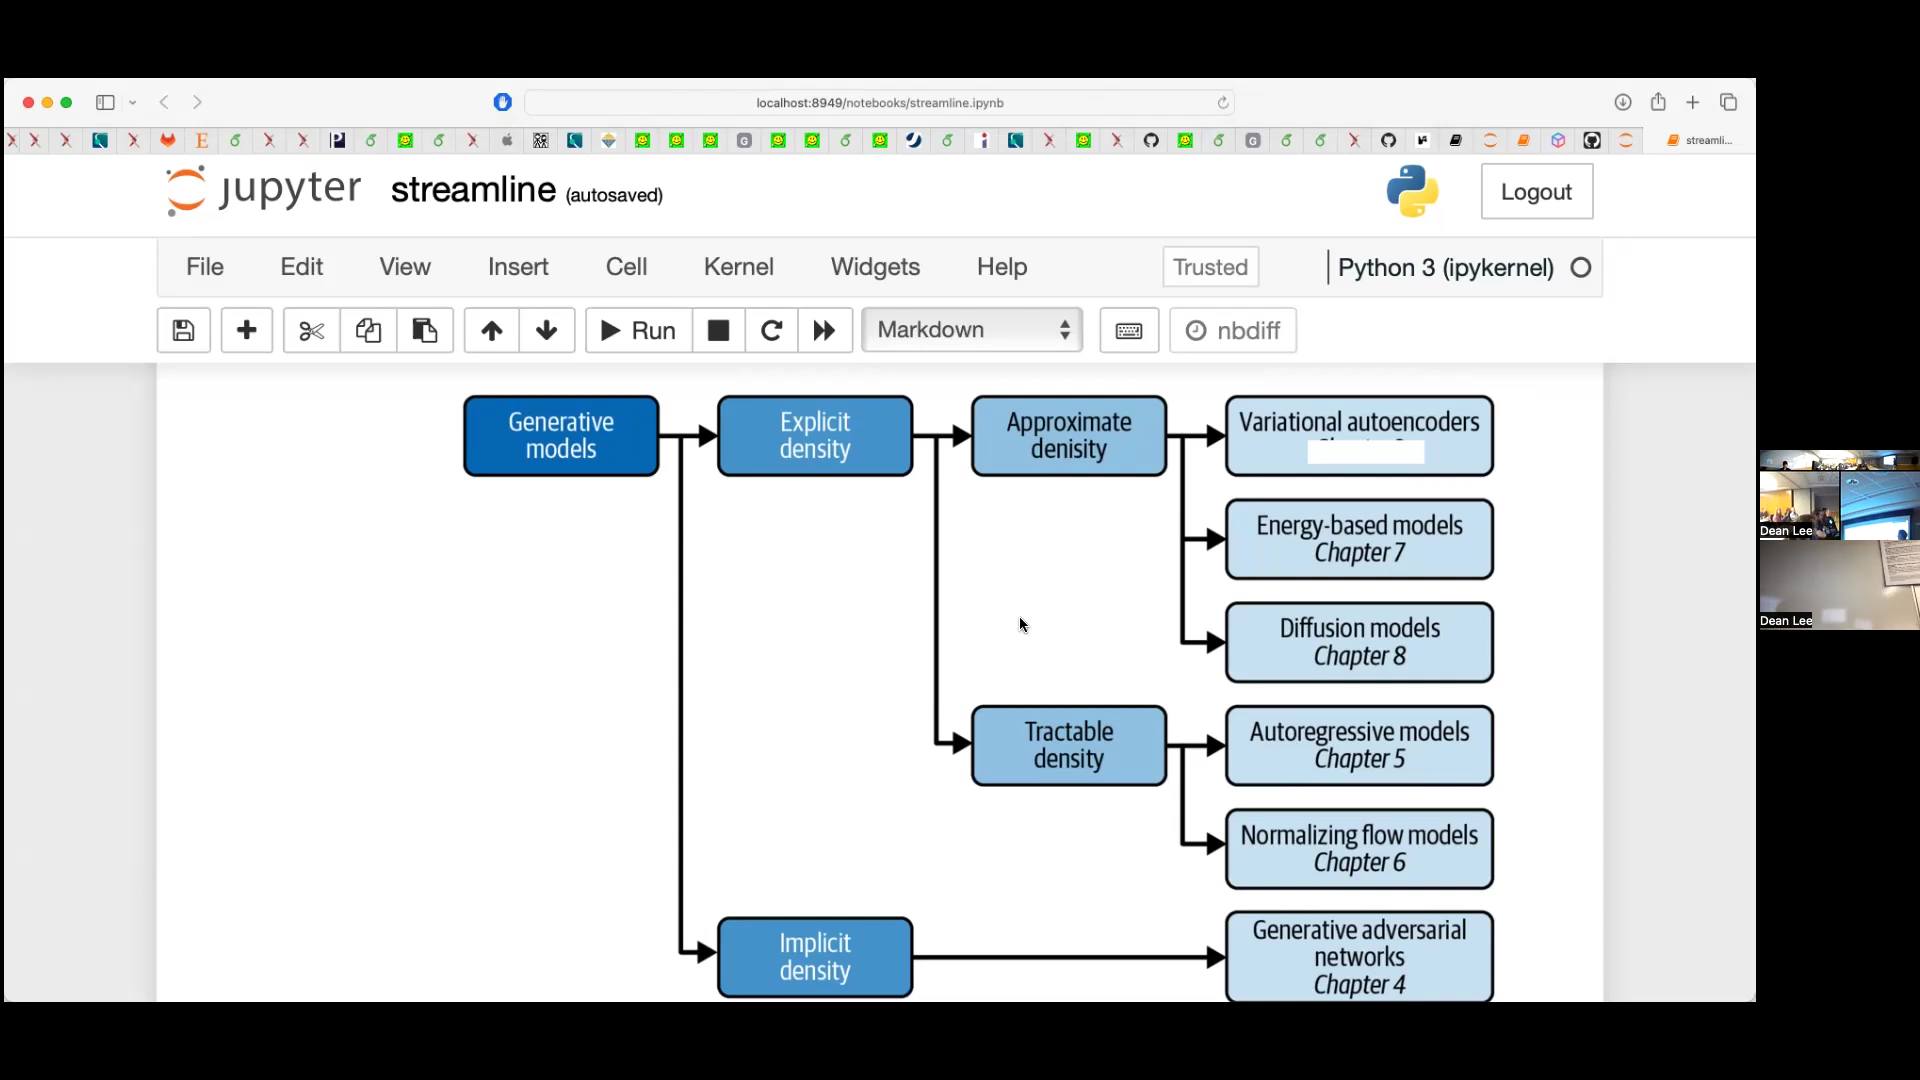 localhost:8949/notebooks/streamline.ipynb
streamli...
jupyter streamline (autosaved)
Logout
File Edit View Insert Cell Kernel Widgets Help
Trusted
Python 3 (ipykernel)
Run
Markdown
nbdiff
Generative
models
Explicit
density
Approximate
denisity
Variational autoencoders
Energy-based models
Chapter 7
Diffusion models
Chapter 8
Tractable
density
Autoregressive models
Chapter 5
Normalizing flow models
Chapter 6
Implicit
density
Generative adversarial
networks
Chapter 4
Dean Lee
Dean Lee